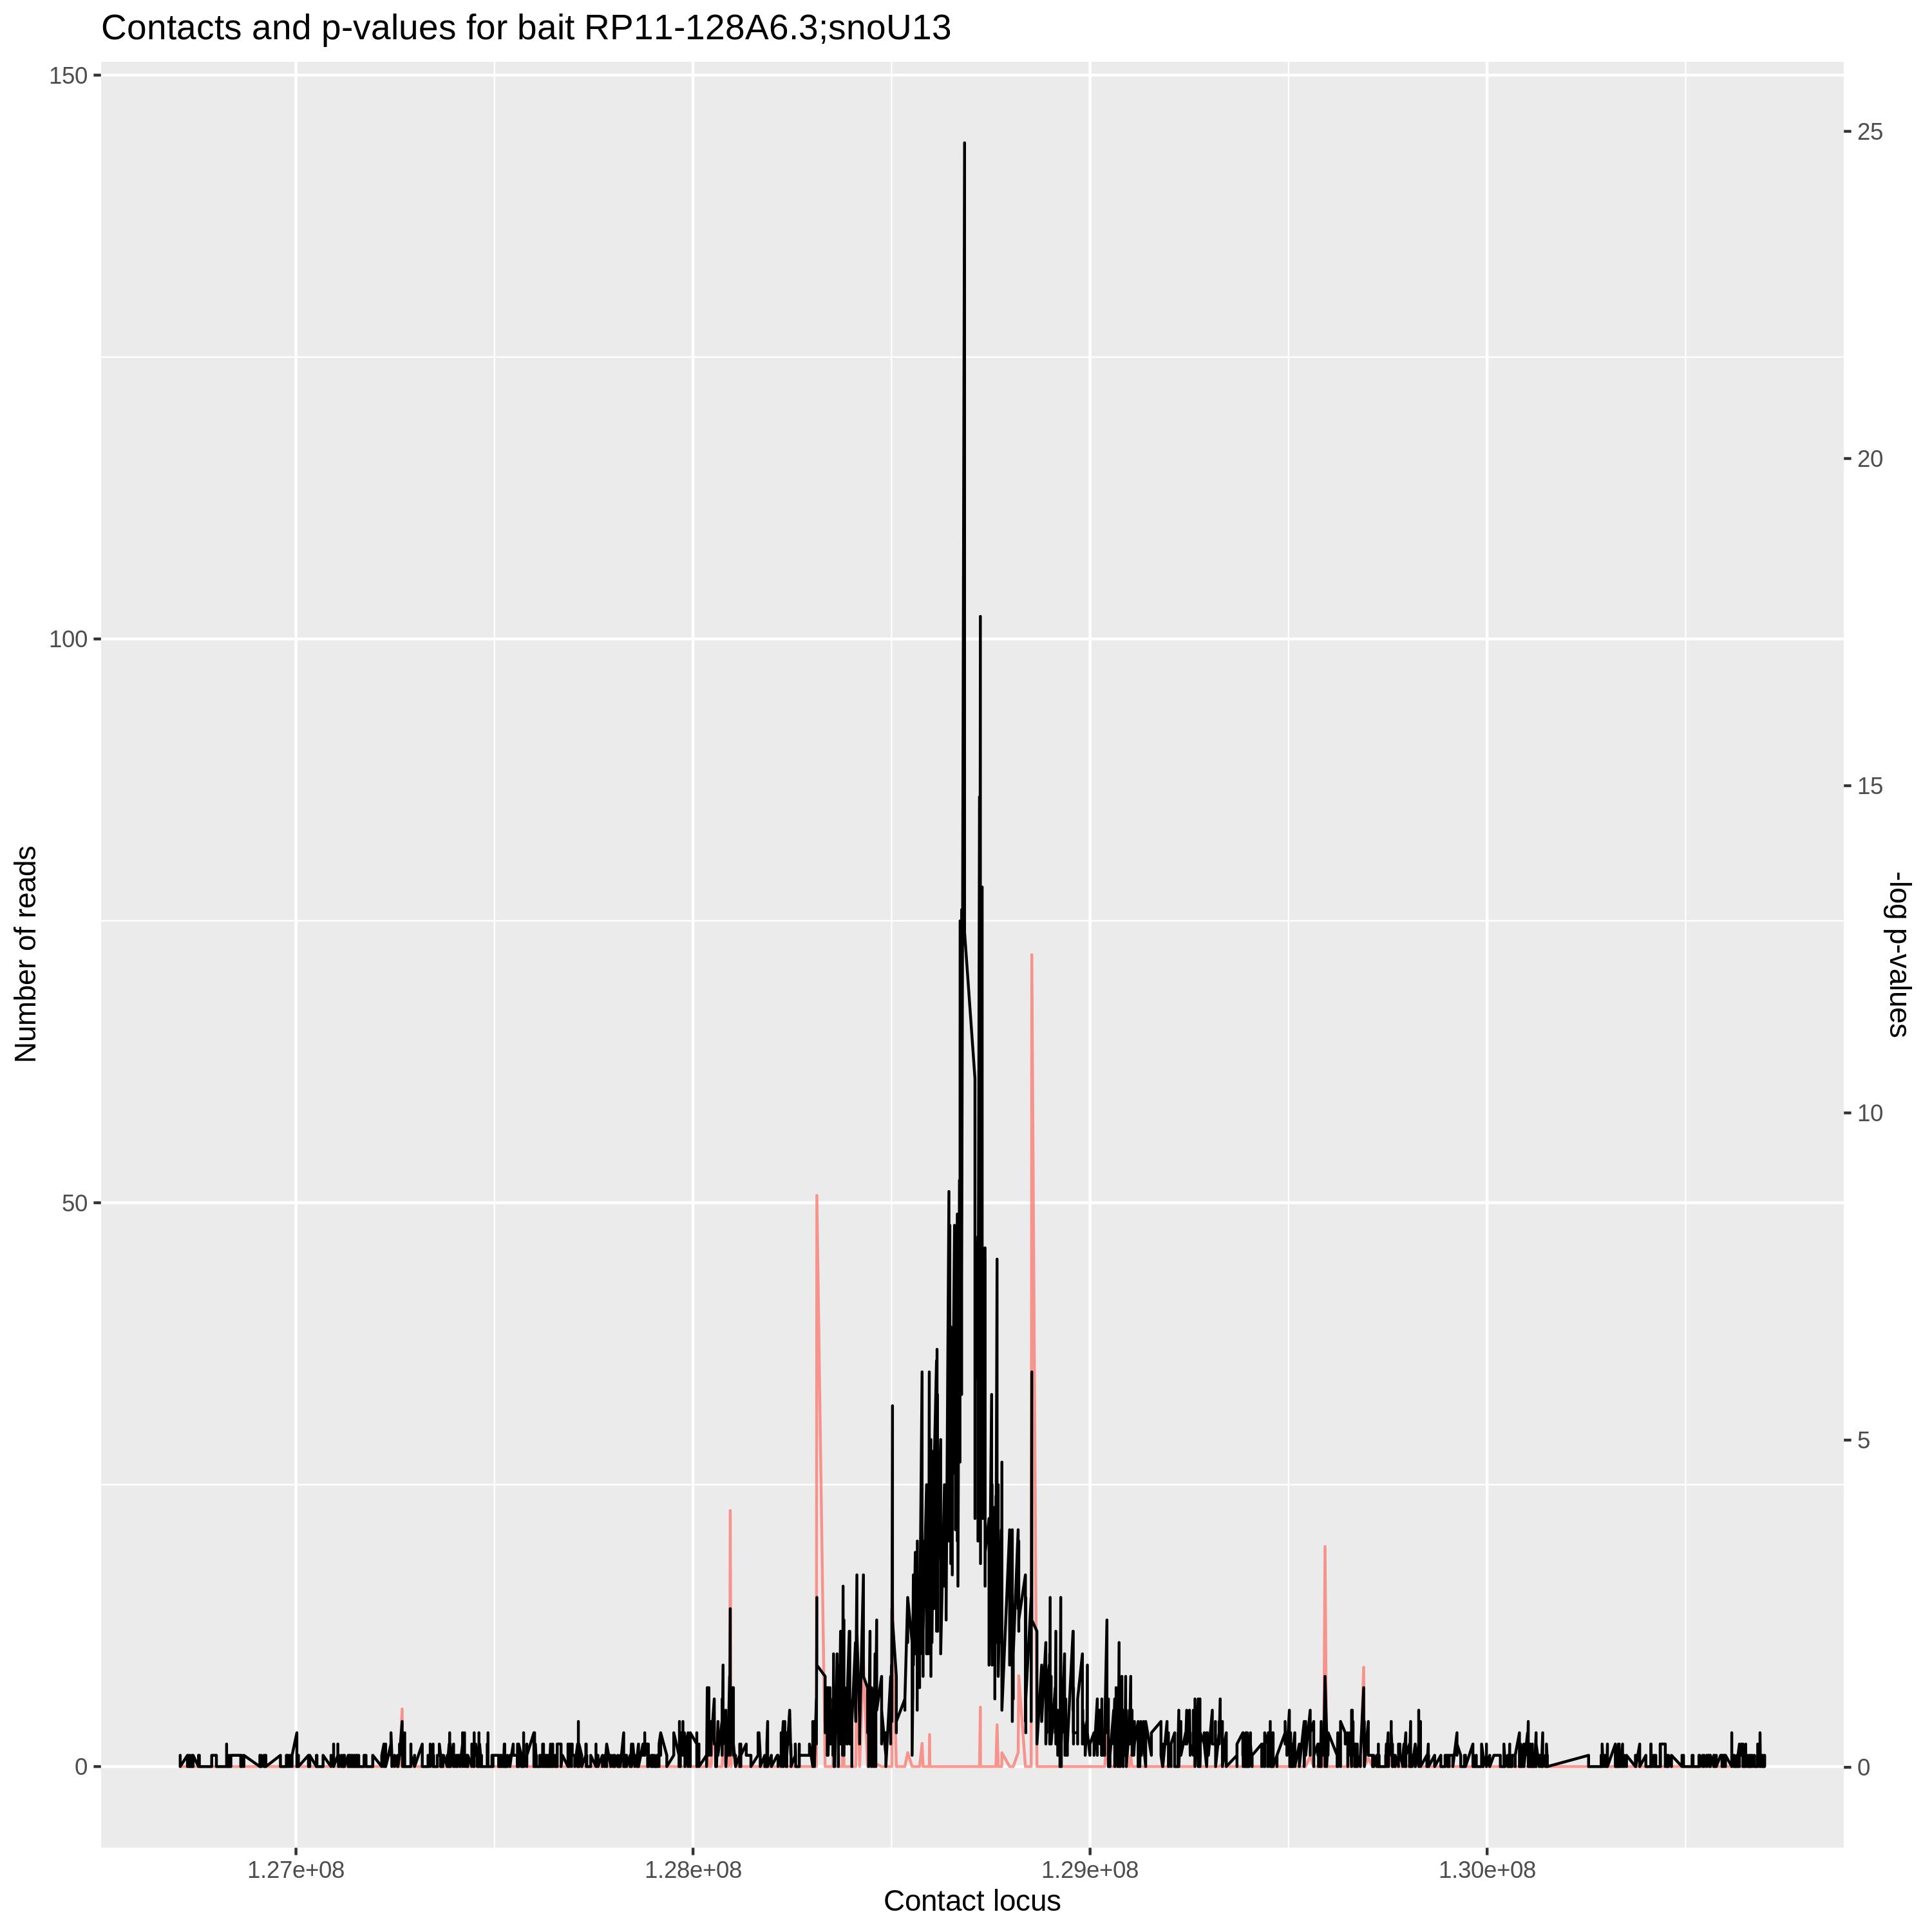 Contacts and p-values for bait RP11-128A6.3;snoU13
150
100
50
0
Number of reads
25
20
15
10
5
0
-log p-values
1.27e+08 1.28e+08 1.29e+08 1.30e+08
Contact locus